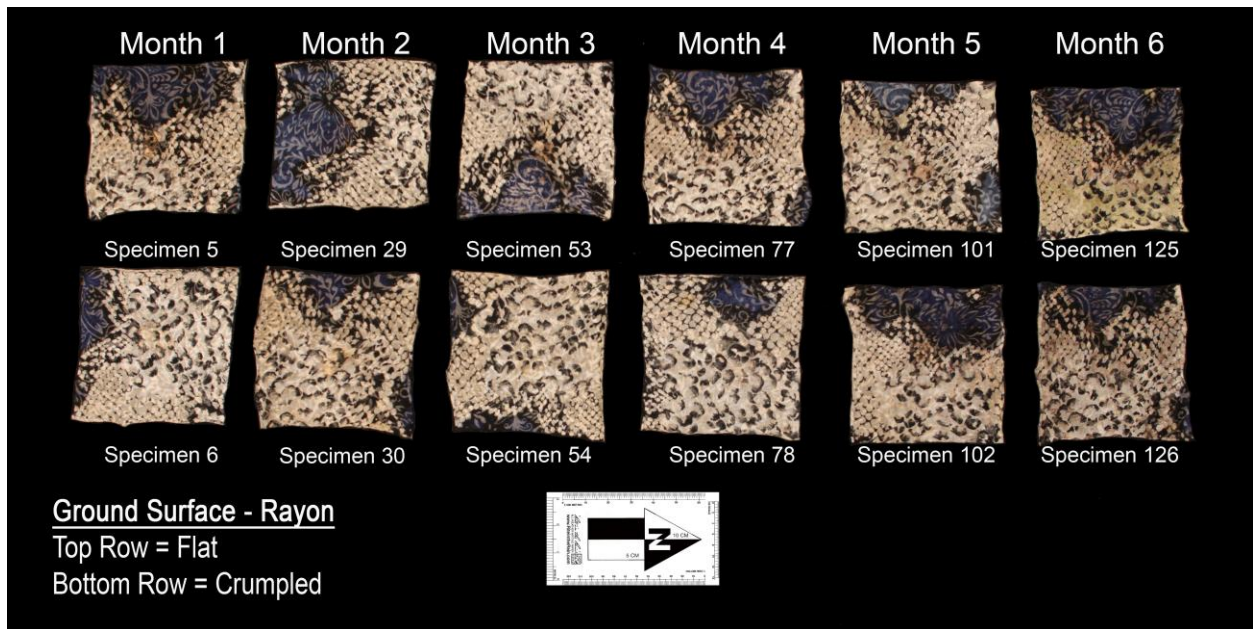 Month 1 Month 2 Month 3 Month 4 Month 5 Month 6
Specimen 5 Specimen 29 Specimen 53 Specimen 77 Specimen 101 Specimen 125
Specimen 6 Specimen 30 Specimen 54 Specimen 78 Specimen 102 Specimen 126
Ground Surface - Rayon
Top Row = Flat
Bottom Row = Crumpled
N
10 CM
5 CM